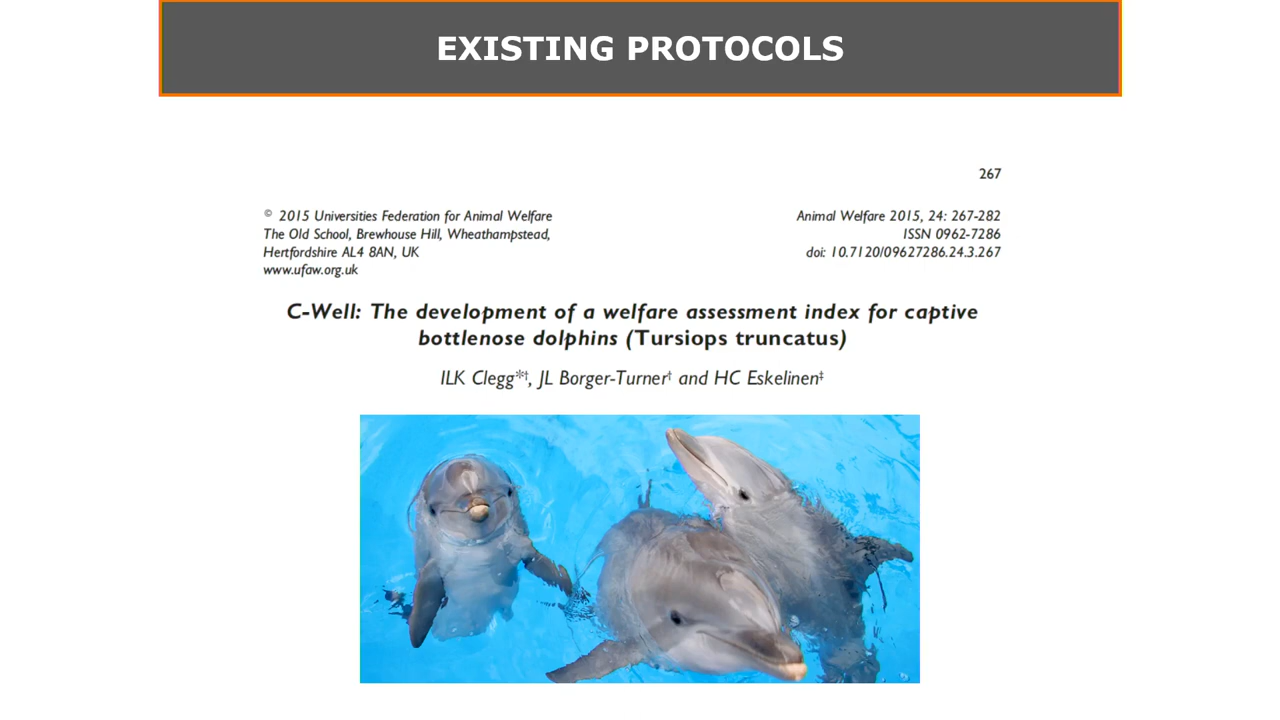 EXISTING PROTOCOLS
267
© 2015 Universities Federation for Animal Welfare
The Old School, Brewhouse Hill, Wheathampstead,
Hertfordshire AL4 8AN, UK
www.ufaw.org.uk
Animal Welfare 2015, 24: 267-282
ISSN 0962-7286
doi: 10.7120/09627286.24.3.267
C-Well: The development of a welfare assessment index for captive
bottlenose dolphins (Tursiops truncatus)
ILK Clegg*†, JL Borger-Turner† and HC Eskelinen‡